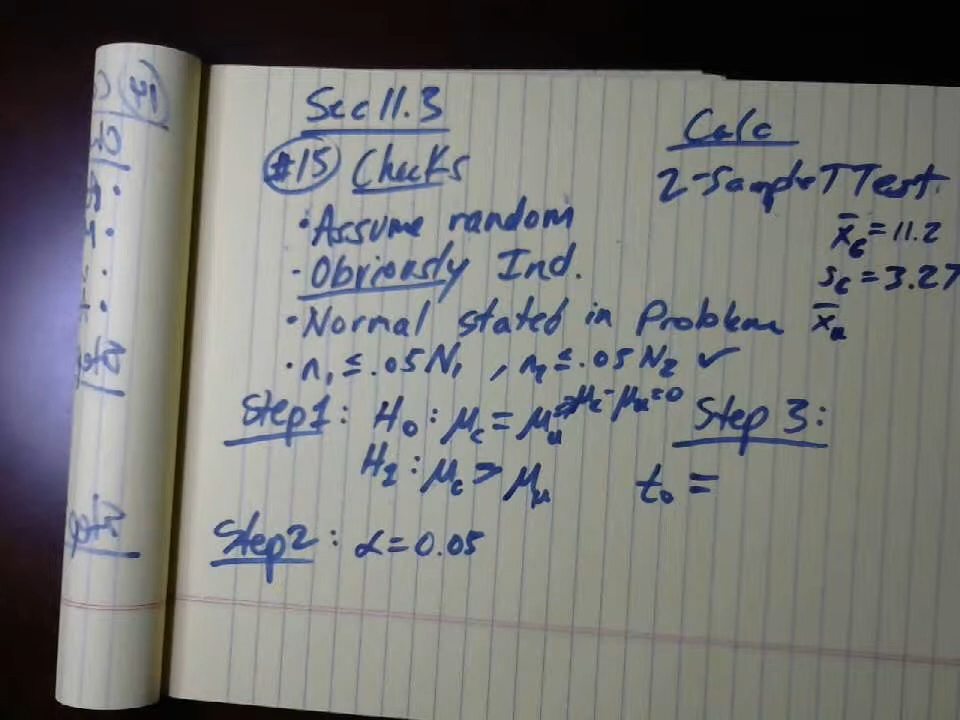 Sec 11.3
#15 Checks
• Assume random
- Obviously Ind.
• Normal stated in Problem
• n₁ ≤ .05N₁ , n₂ ≤ .05N₂ ✓
Step 1: H₀: μc = μu ⇒ μc - μu = 0
H₂: μc > μu
Step 2: α = 0.05
Calc
2-Sample TTest
x̄c = 11.2
sc = 3.27
x̄u
Step 3:
t₀ =